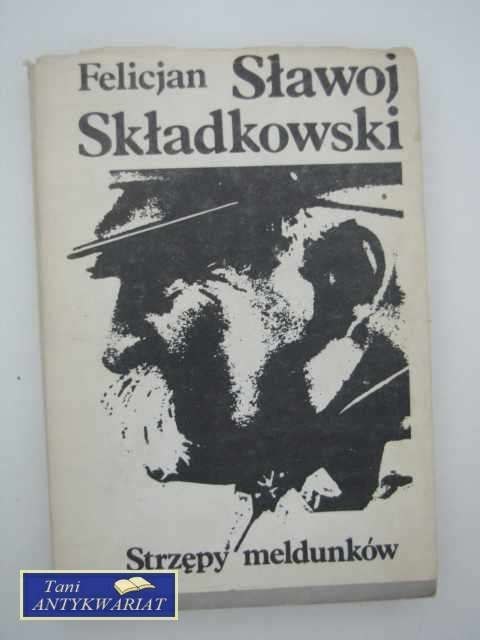 Felicjan Sławoj
Składkowski
Strzępy meldunków
Tani
ANTYKWARIAT